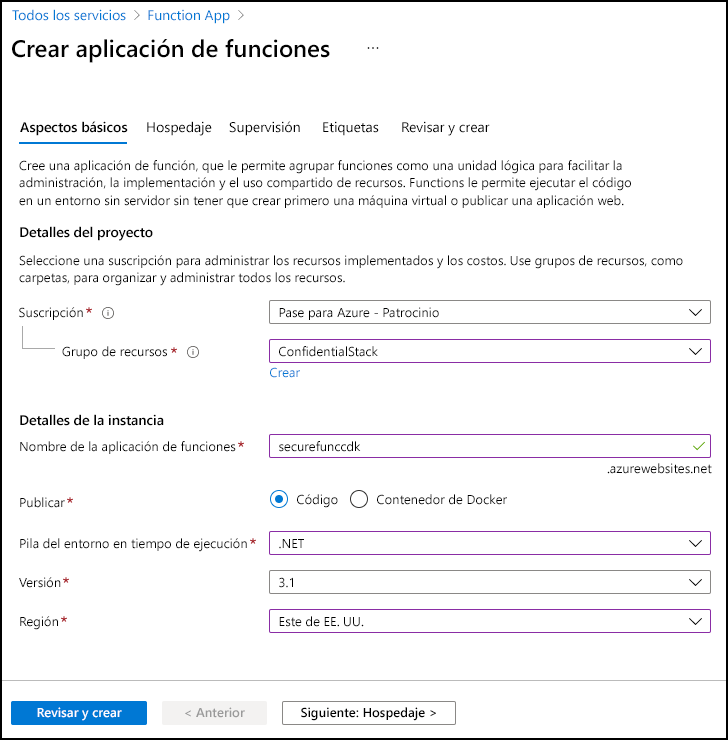 Todos los servicios > Function App >
Crear aplicación de funciones ...
Aspectos básicos Hospedaje Supervisión Etiquetas Revisar y crear
Cree una aplicación de función, que le permite agrupar funciones como una unidad lógica para facilitar la
administración, la implementación y el uso compartido de recursos. Functions le permite ejecutar el código
en un entorno sin servidor sin tener que crear primero una máquina virtual o publicar una aplicación web.
Detalles del proyecto
Seleccione una suscripción para administrar los recursos implementados y los costos. Use grupos de recursos, como
carpetas, para organizar y administrar todos los recursos.
Suscripción* Pase para Azure - Patrocinio
Grupo de recursos * ConfidentialStack
Crear
Detalles de la instancia
Nombre de la aplicación de funciones* securefunccdk
.azurewebsites.net
Publicar* Código Contenedor de Docker
Pila del entorno en tiempo de ejecución* .NET
Versión* 3.1
Región* Este de EE. UU.
Revisar y crear < Anterior Siguiente: Hospedaje >